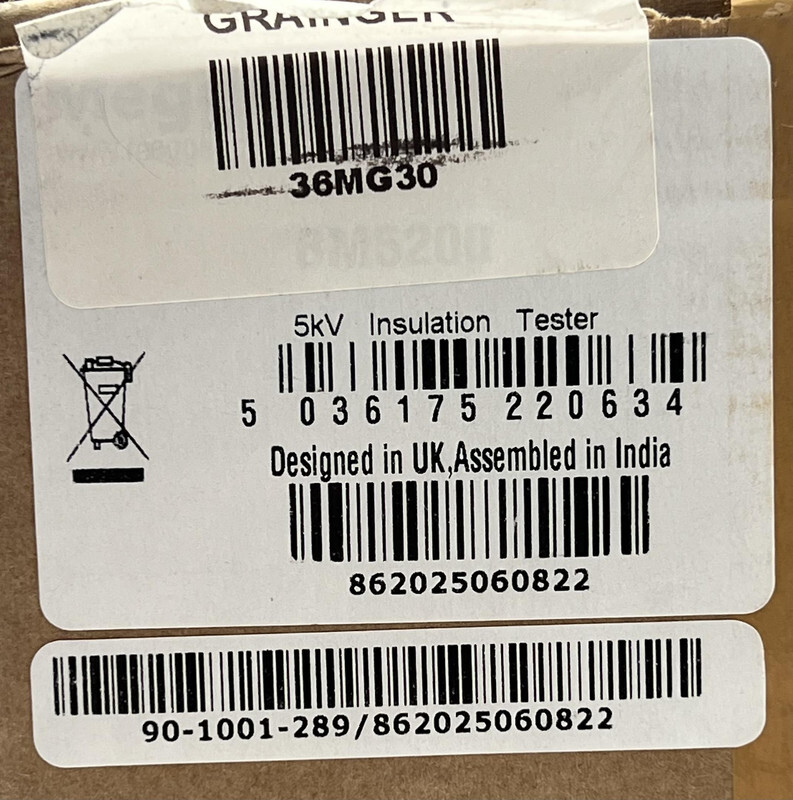 GRAINGER
36MG30
5kV Insulation Tester
5 036175 220634
Designed in UK,Assembled in India
862025060822
90-1001-289/862025060822